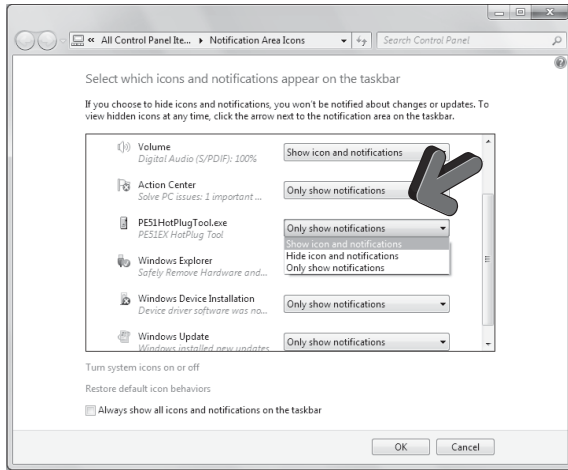 « All Control Panel Ite... ▸ Notification Area Icons
Search Control Panel
Select which icons and notifications appear on the taskbar
If you choose to hide icons and notifications, you won't be notified about changes or updates. To
view hidden icons at any time, click the arrow next to the notification area on the taskbar.
Volume
Digital Audio (S/PDIF): 100%
Show icon and notifications
Action Center
Solve PC issues: 1 important ...
Only show notifications
PE51HotPlugTool.exe
PE51EX HotPlug Tool
Only show notifications
Show icon and notifications
Hide icon and notifications
Only show notifications
Windows Explorer
Safely Remove Hardware and...
Windows Device Installation
Device driver software was no...
Only show notifications
Windows Update
Windows installed new updates
Only show notifications
Turn system icons on or off
Restore default icon behaviors
Always show all icons and notifications on the taskbar
OK
Cancel